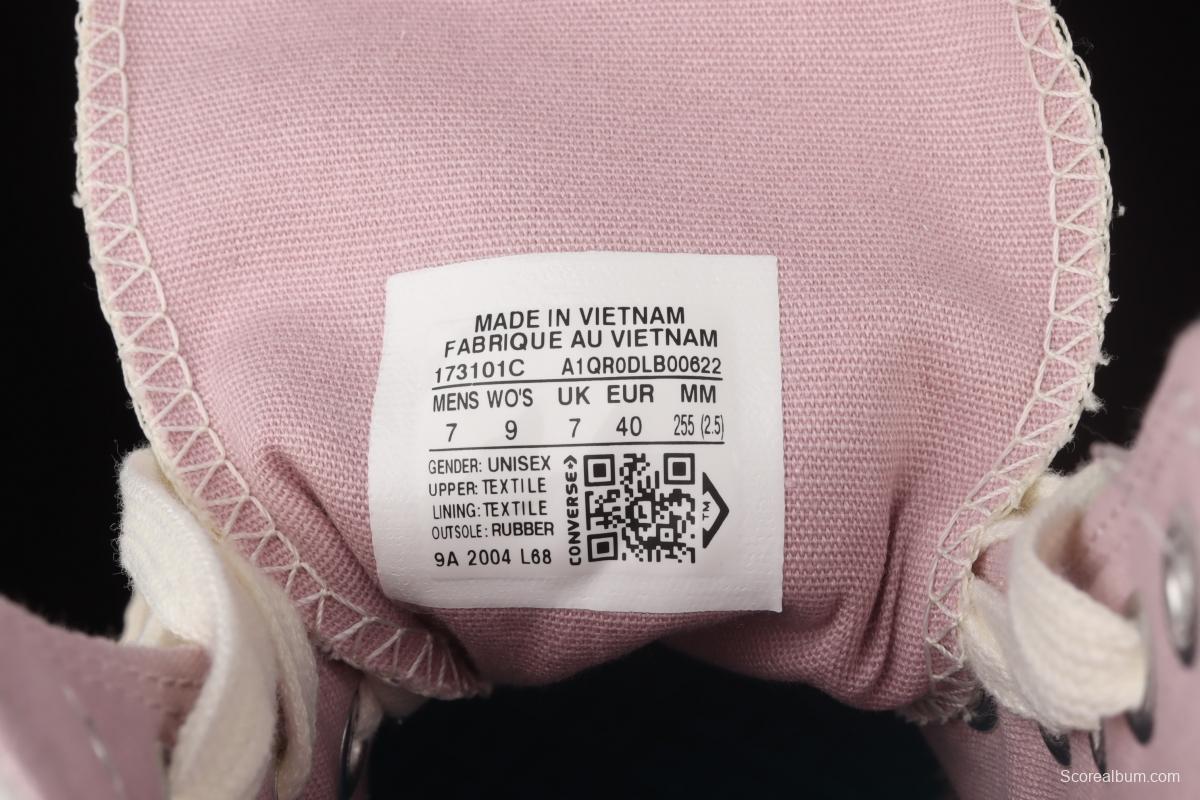 MADE IN VIETNAM
FABRIQUE AU VIETNAM
173101C A1QR0DLB00622
MENS WO'S UK EUR MM
7 9 7 40 255 (2.5)
GENDER: UNISEX
UPPER: TEXTILE
LINING: TEXTILE
OUTSOLE: RUBBER
9A 2004 L68
CONVERSE
TM
Scorealbum.com